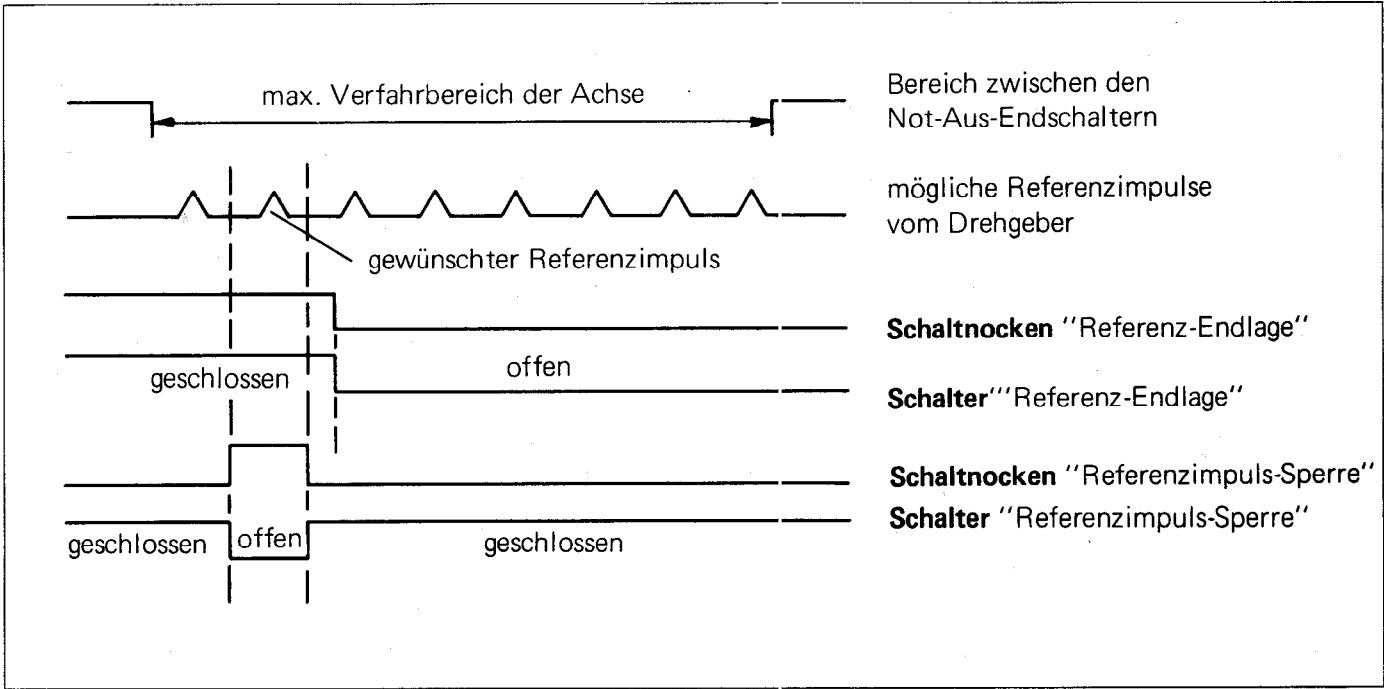 max. Verfahrbereich der Achse
Bereich zwischen den
Not-Aus-Endschaltern
mögliche Referenzimpulse
vom Drehgeber
gewünschter Referenzimpuls
Schaltnocken "Referenz-Endlage"
geschlossen
offen
Schalter'"Referenz-Endlage"
Schaltnocken "Referenzimpuls-Sperre"
Schalter "Referenzimpuls-Sperre"
geschlossen
offen
geschlossen